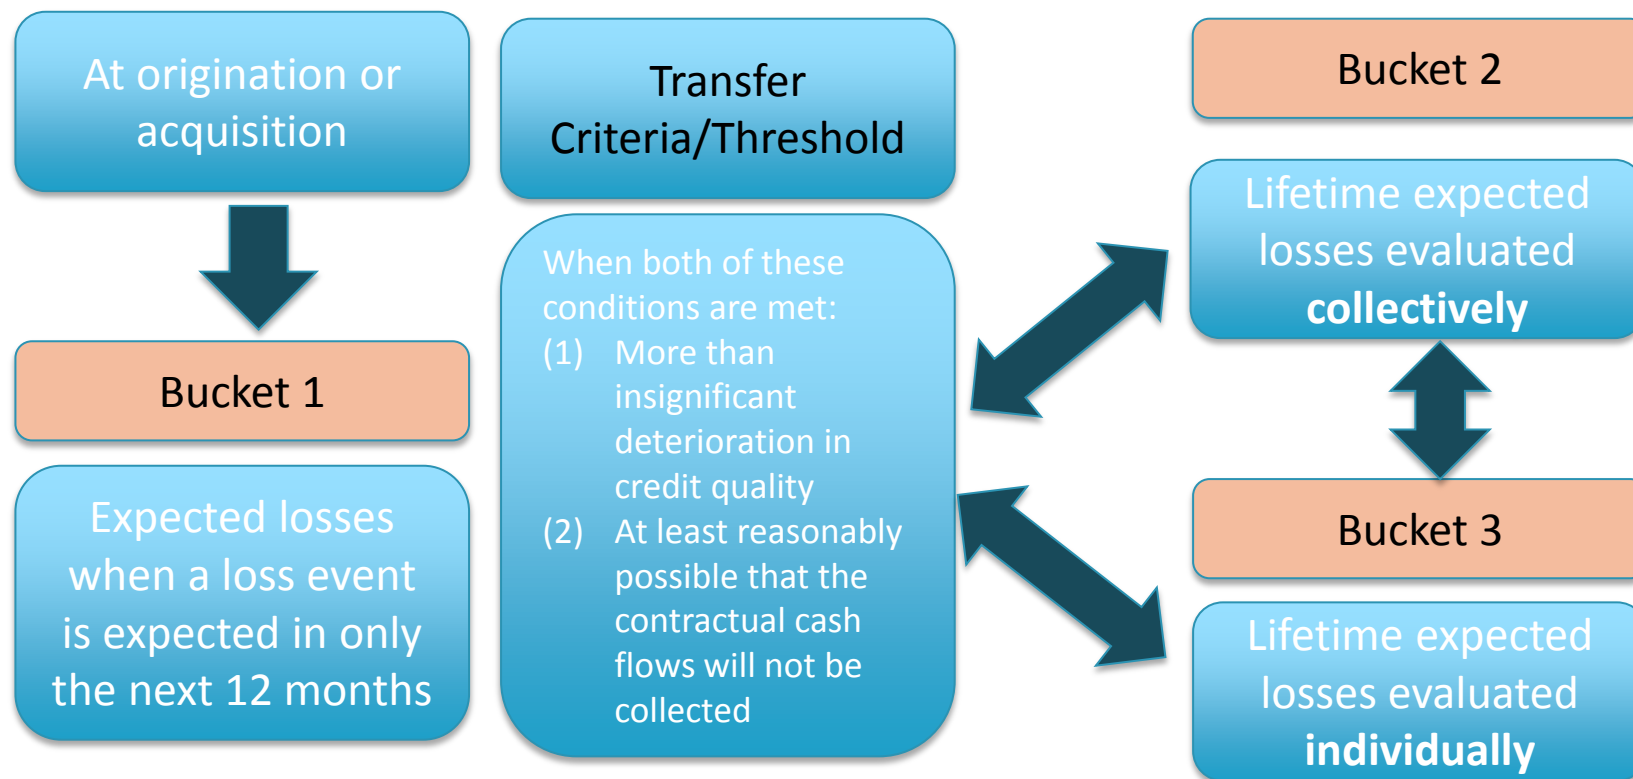 At origination or
acquisition
Bucket 1
Expected losses
when a loss event
is expected in only
the next 12 months
Transfer
Criteria/Threshold
When both of these
conditions are met:
(1) More than
insignificant
deterioration in
credit quality
(2) At least reasonably
possible that the
contractual cash
flows will not be
collected
Bucket 2
Lifetime expected
losses evaluated
collectively
Bucket 3
Lifetime expected
losses evaluated
individually